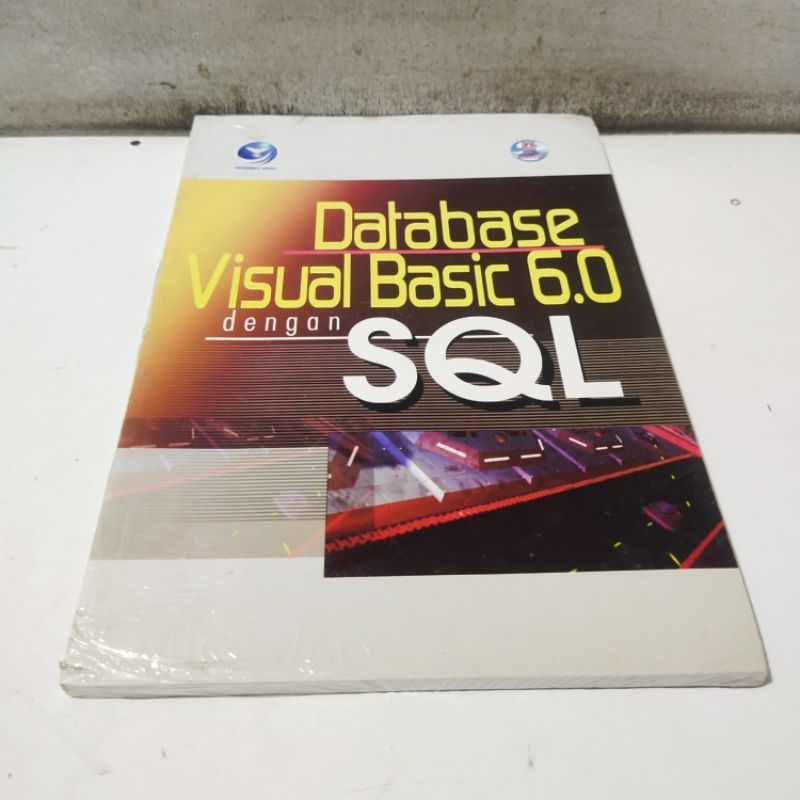 Database
Visual Basic 6.0
dengan
SQL